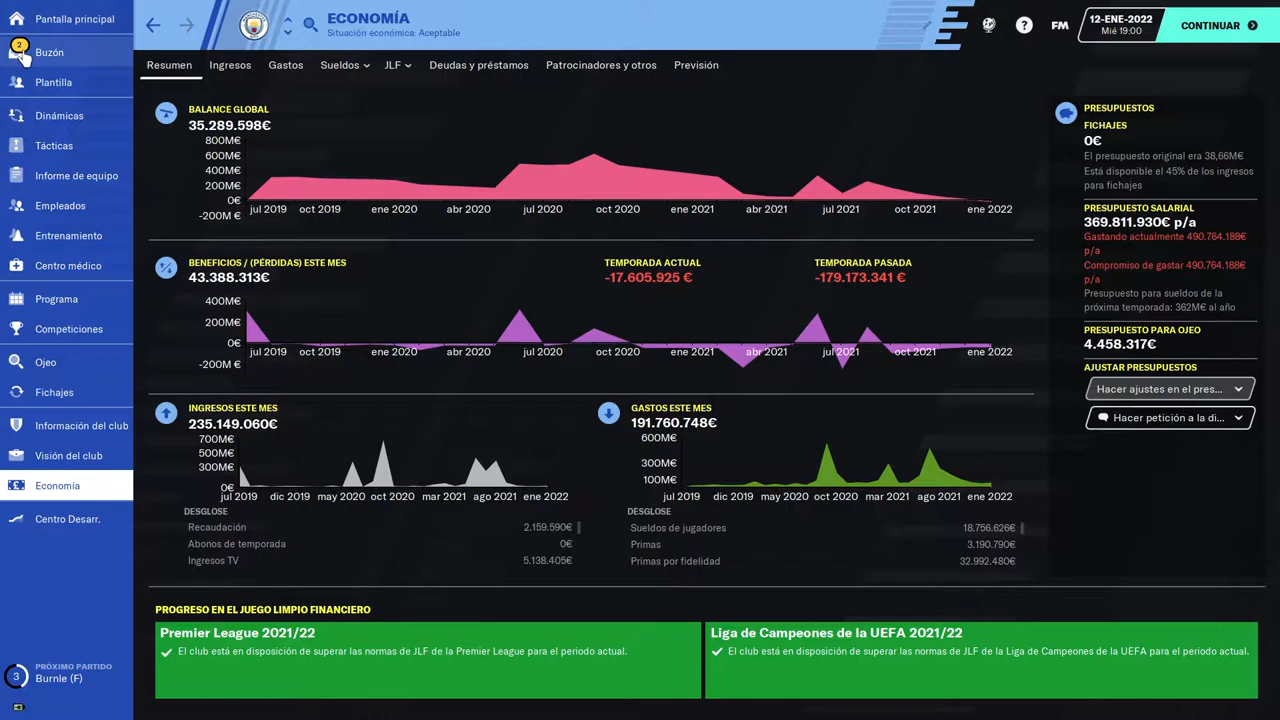 Pantalla principal
2
Buzón
Plantilla
Dinámicas
Tácticas
Informe de equipo
Empleados
Entrenamiento
Centro médico
Programa
Competiciones
Ojeo
Fichajes
Información del club
Visión del club
Economía
Centro Desarr.
3
PRÓXIMO PARTIDO
Burnle (F)
ECONOMÍA
Situación económica: Aceptable
?
FM
12-ENE-2022
Mié 19:00
CONTINUAR
Resumen
Ingresos
Gastos
Sueldos
JLF
Deudas y préstamos
Patrocinadores y otros
Previsión
BALANCE GLOBAL
35.289.598€
800M€
600M€
400M€
200M€
0€
-200M €
jul 2019 oct 2019 ene 2020 abr 2020 jul 2020 oct 2020 ene 2021 abr 2021 jul 2021 oct 2021 ene 2022
BENEFICIOS / (PÉRDIDAS) ESTE MES
43.388.313€
TEMPORADA ACTUAL
-17.605.925 €
TEMPORADA PASADA
-179.173.341 €
400M€
200M€
0€
-200M €
jul 2019 oct 2019 ene 2020 abr 2020 jul 2020 oct 2020 ene 2021 abr 2021 jul 2021 oct 2021 ene 2022
INGRESOS ESTE MES
235.149.060€
700M€
500M€
300M€
0€
jul 2019 dic 2019 may 2020 oct 2020 mar 2021 ago 2021 ene 2022
DESGLOSE
Recaudación 2.159.590€
Abonos de temporada 0€
Ingresos TV 5.138.405€
GASTOS ESTE MES
191.760.748€
600M€
300M€
100M€
jul 2019 dic 2019 may 2020 oct 2020 mar 2021 ago 2021 ene 2022
DESGLOSE
Sueldos de jugadores 18.756.626€
Primas 3.190.790€
Primas por fidelidad 32.992.480€
PRESUPUESTOS
FICHAJES
0€
El presupuesto original era 38,66M€
Está disponible el 45% de los ingresos
para fichajes
PRESUPUESTO SALARIAL
369.811.930€ p/a
Gastando actualmente 490.764.188€
p/a
Compromiso de gastar 490.764.188€
p/a
Presupuesto para sueldos de la
próxima temporada: 362M€ al año
PRESUPUESTO PARA OJEO
4.458.317€
AJUSTAR PRESUPUESTOS
Hacer ajustes en el pres...
Hacer petición a la di...
PROGRESO EN EL JUEGO LIMPIO FINANCIERO
Premier League 2021/22
El club está en disposición de superar las normas de JLF de la Premier League para el periodo actual.
Liga de Campeones de la UEFA 2021/22
El club está en disposición de superar las normas de JLF de la Liga de Campeones de la UEFA para el periodo actual.